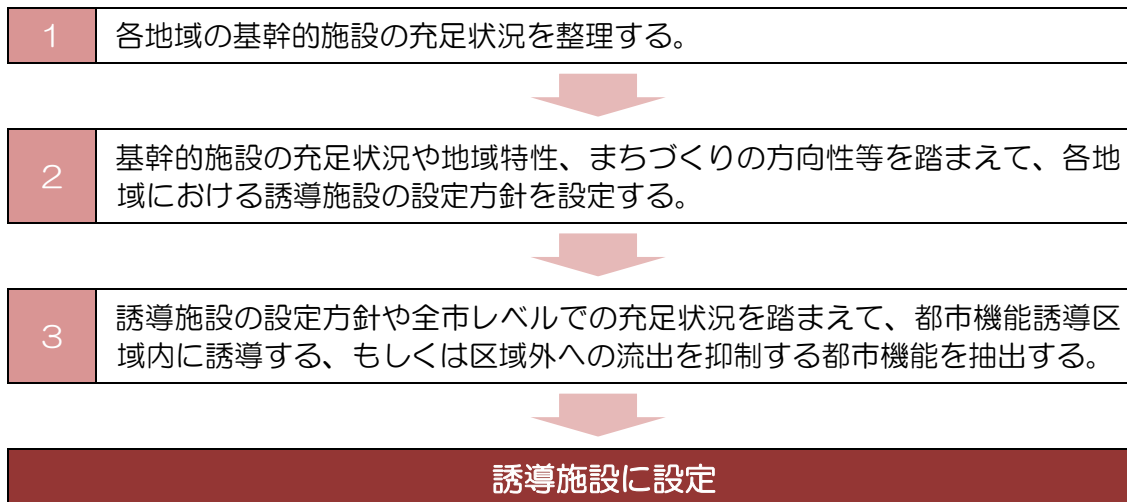 1
各地域の基幹的施設の充足状況を整理する。
2
基幹的施設の充足状況や地域特性、まちづくりの方向性等を踏まえて、各地
域における誘導施設の設定方針を設定する。
3
誘導施設の設定方針や全市レベルでの充足状況を踏まえて、都市機能誘導区
域内に誘導する、もしくは区域外への流出を抑制する都市機能を抽出する。
誘導施設に設定